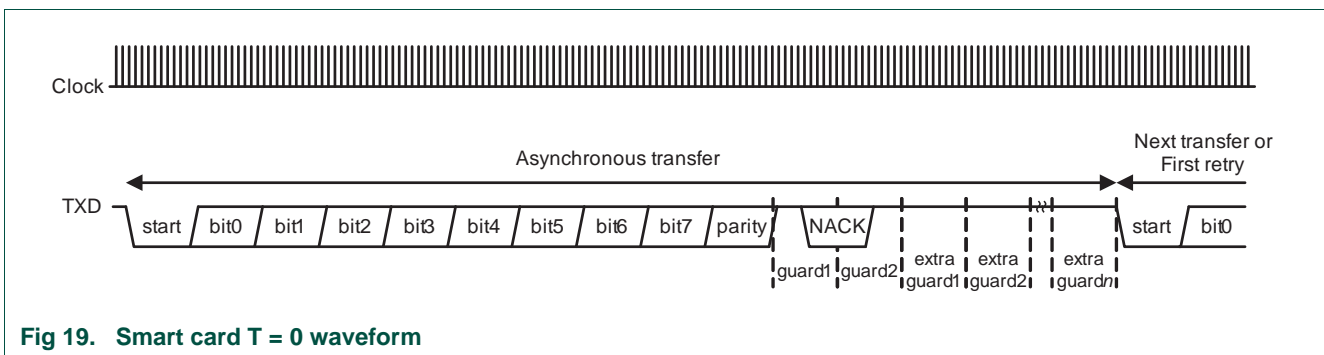 Clock
Next transfer or
First retry
Asynchronous transfer
TXD
start bit0 bit1 bit2 bit3 bit4 bit5 bit6 bit7 parity NACK start bit0
guard1 guard2 extra guard1 extra guard2 extra guardn
Fig 19. Smart card T = 0 waveform